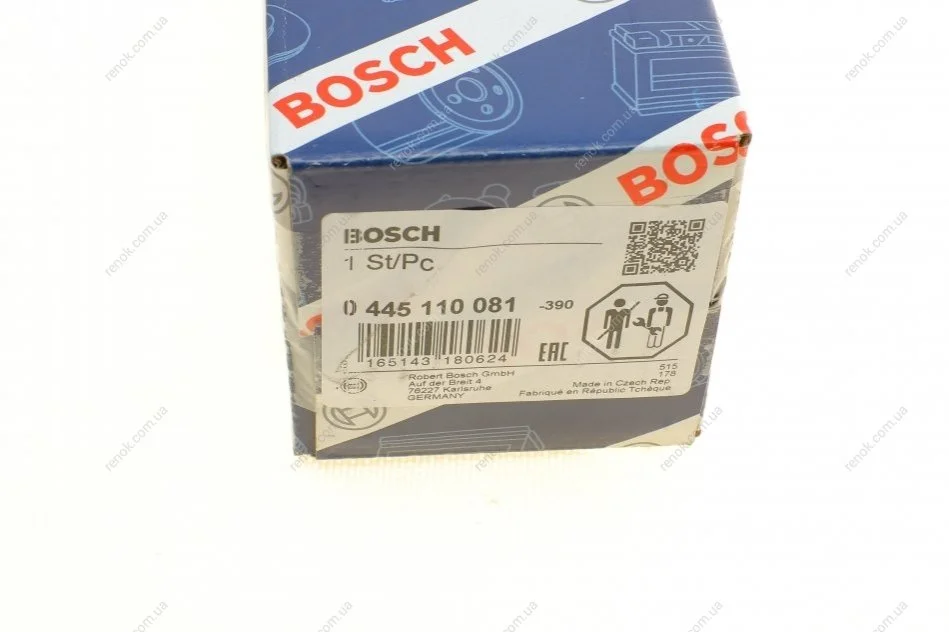 BOSCH
BOSCH
BOSCH
1 St/Pc
0 445 110 081 -390
165143 180624
EAC
515
178
Robert Bosch GmbH
Auf der Breit 4
76227 Karlsruhe
GERMANY
Made in Czech Rep
Fabriqué en République Tchèque
renok.com.ua